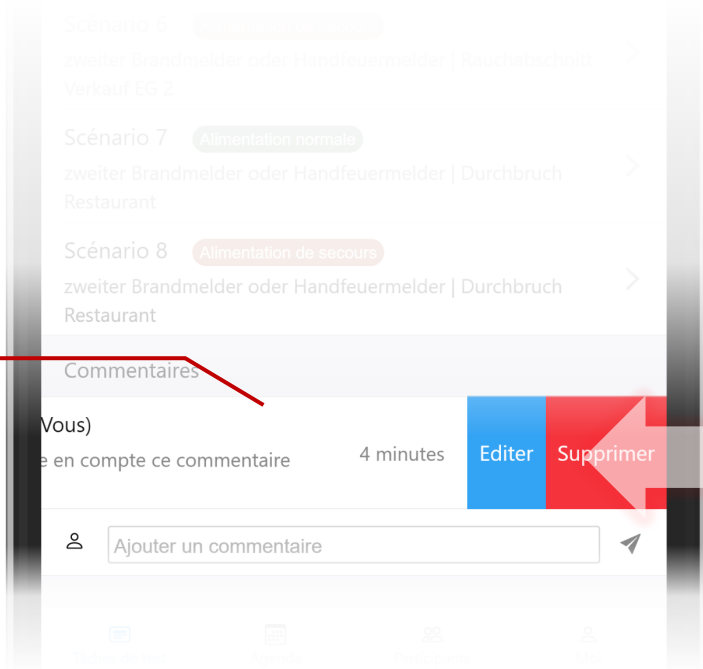 Scénario 6
zweiter Brandmelder oder Handfeuermelder | Rauchabschnitt
Verkauf EG 2
Scénario 7 Alimentation normale
zweiter Brandmelder oder Handfeuermelder | Durchbruch
Restaurant
Scénario 8 Alimentation de secours
zweiter Brandmelder oder Handfeuermelder | Durchbruch
Restaurant
Commentaires
Vous)
e en compte ce commentaire 4 minutes Editer Supprimer
Ajouter un commentaire